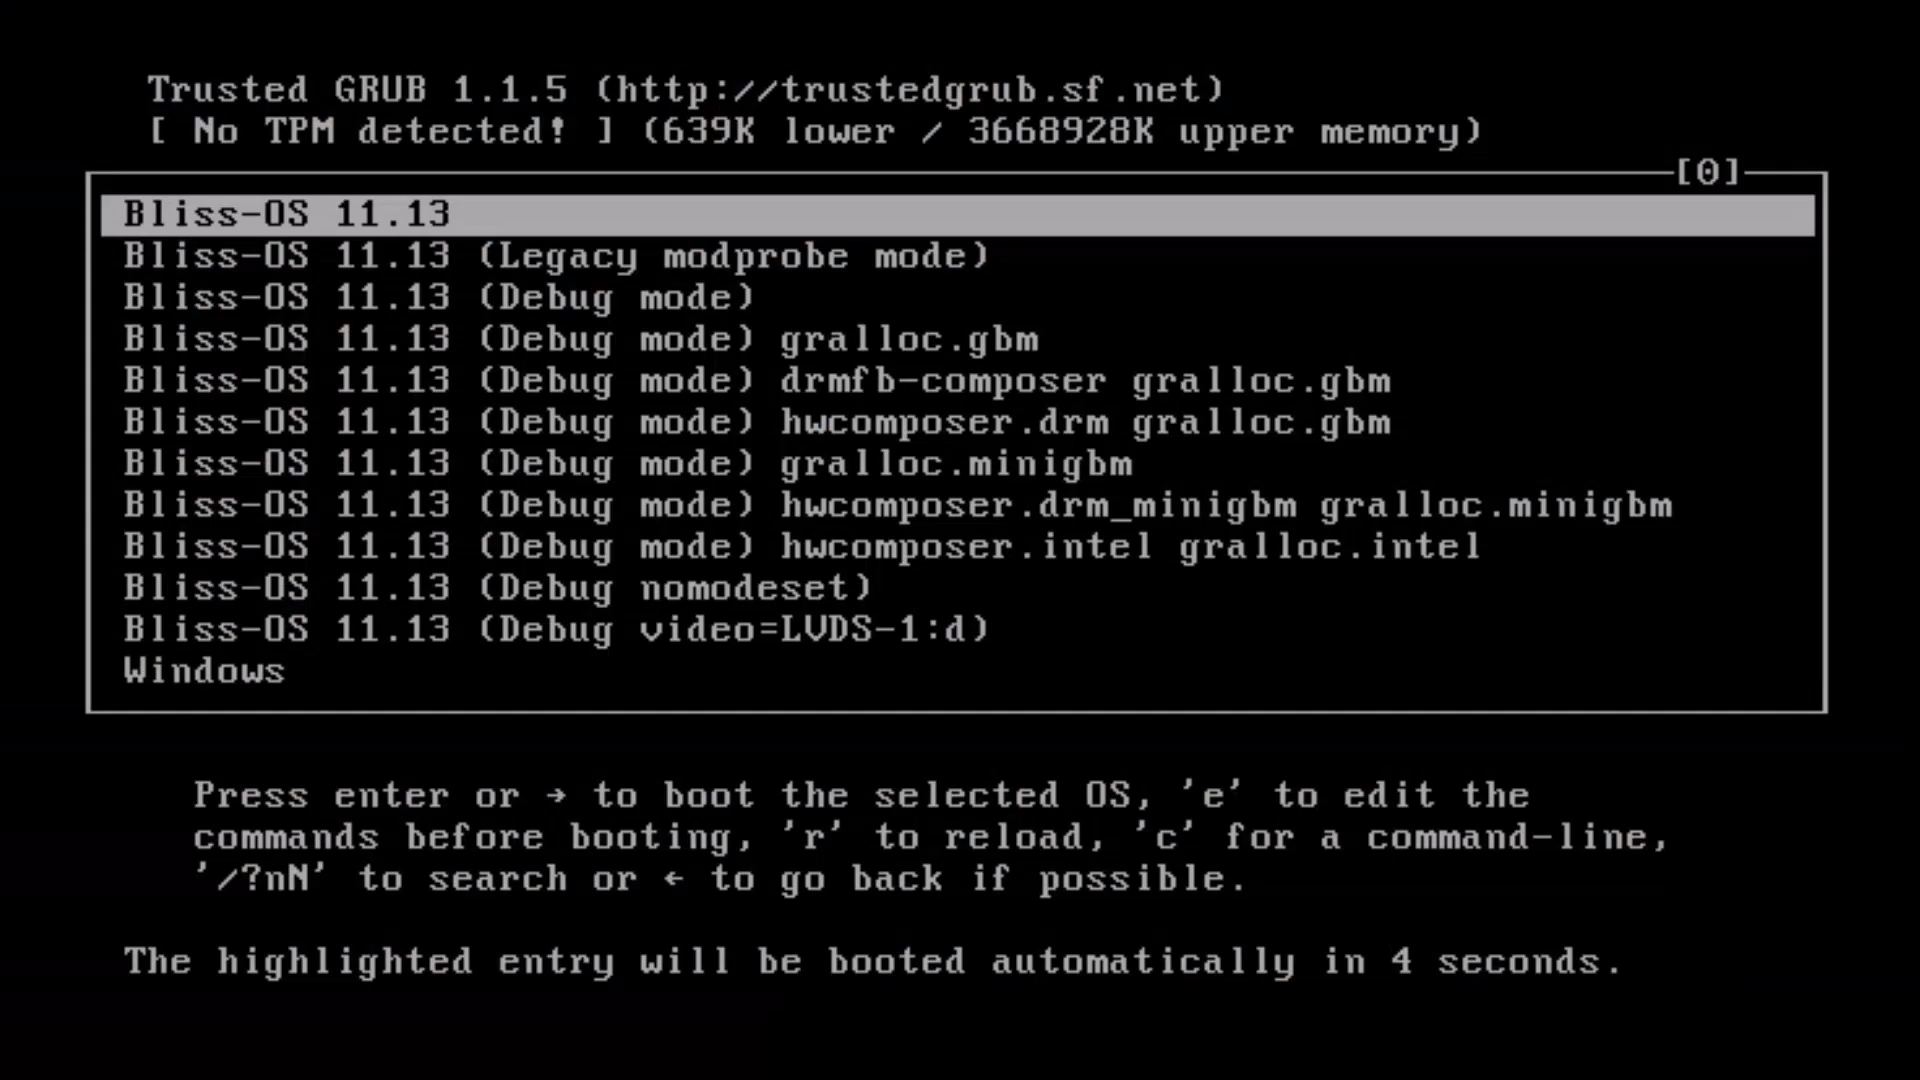 Trusted GRUB 1.1.5 (http://trustedgrub.sf.net)
[ No TPM detected! ] (639K lower / 3668928K upper memory)
[0]
Bliss-OS 11.13
Bliss-OS 11.13 (Legacy modprobe mode)
Bliss-OS 11.13 (Debug mode)
Bliss-OS 11.13 (Debug mode) gralloc.gbm
Bliss-OS 11.13 (Debug mode) drmfb-composer gralloc.gbm
Bliss-OS 11.13 (Debug mode) hwcomposer.drm gralloc.gbm
Bliss-OS 11.13 (Debug mode) gralloc.minigbm
Bliss-OS 11.13 (Debug mode) hwcomposer.drm_minigbm gralloc.minigbm
Bliss-OS 11.13 (Debug mode) hwcomposer.intel gralloc.intel
Bliss-OS 11.13 (Debug nomodeset)
Bliss-OS 11.13 (Debug video=LVDS-1:d)
Windows
Press enter or → to boot the selected OS, 'e' to edit the
commands before booting, 'r' to reload, 'c' for a command-line,
'/?nN' to search or ← to go back if possible.
The highlighted entry will be booted automatically in 4 seconds.